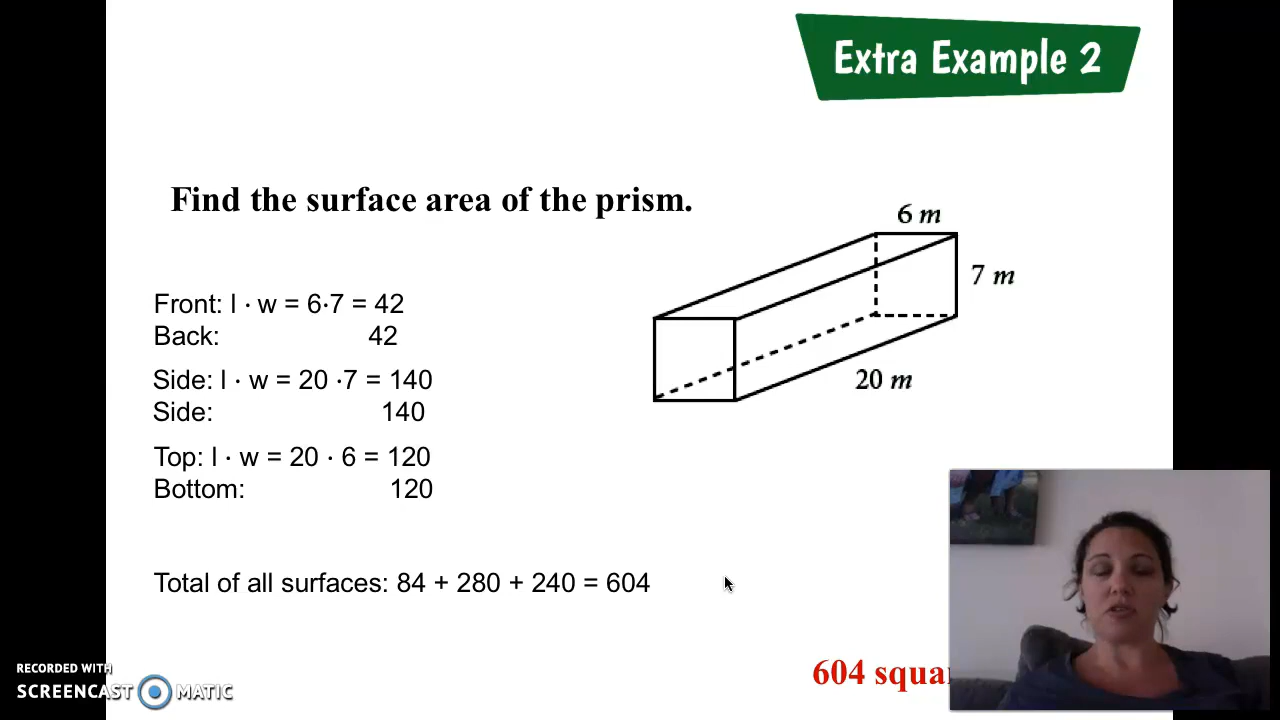 Extra Example 2
Find the surface area of the prism.
6 m
7 m
20 m
Front: l · w = 6·7 = 42
Back: 42
Side: l · w = 20 ·7 = 140
Side: 140
Top: l · w = 20 · 6 = 120
Bottom: 120
Total of all surfaces: 84 + 280 + 240 = 604
604
RECORDED WITH
SCREENCAST MATIC